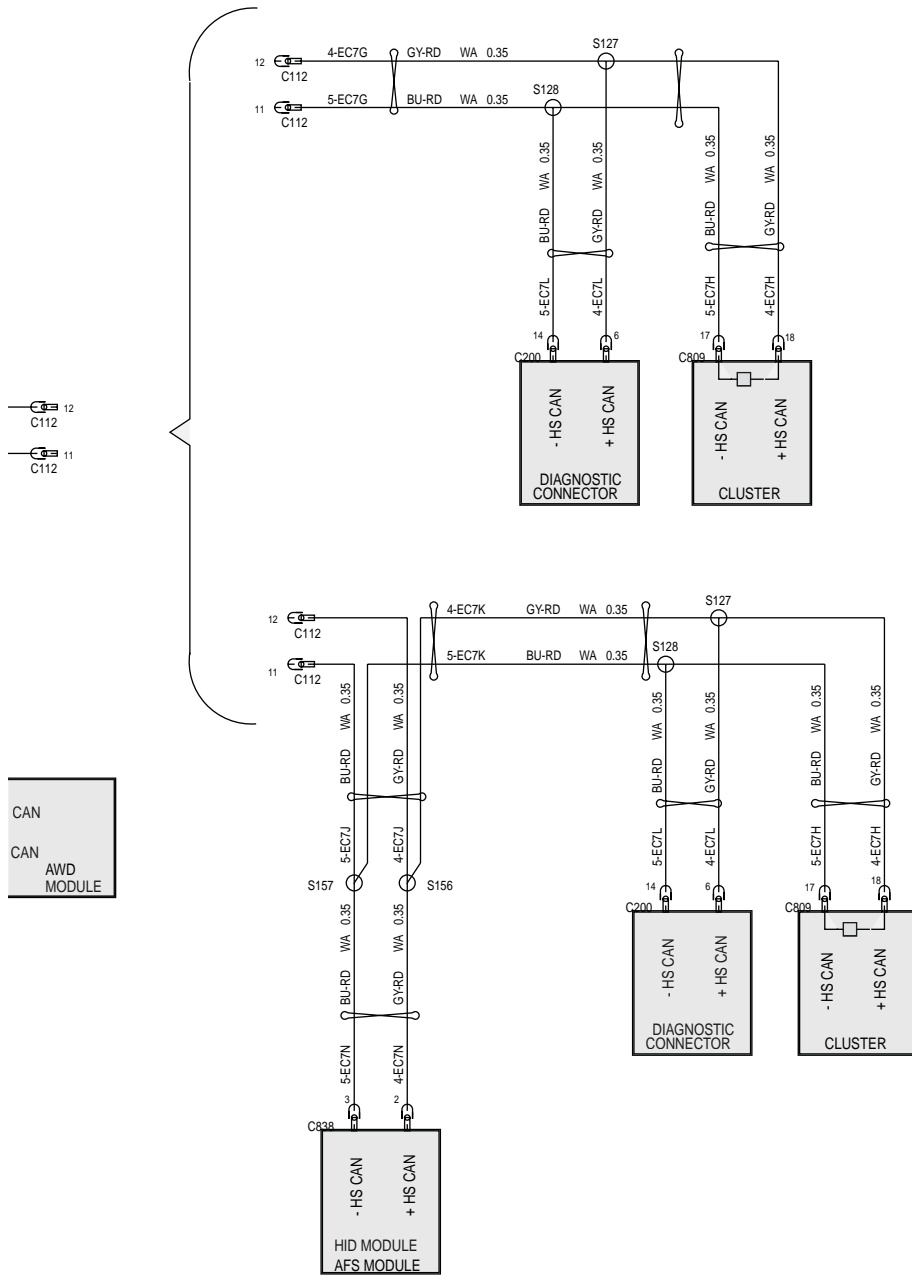 S127
12 4-EC7G GY-RD WA 0.35
C112
S128
11 5-EC7G BU-RD WA 0.35
C112
BU-RD WA 0.35
GY-RD WA 0.35
BU-RD WA 0.35
GY-RD WA 0.35
5-EC7L
4-EC7L
5-EC7H
4-EC7H
14 6
C200
17 18
C809
- HS CAN
+ HS CAN
DIAGNOSTIC
CONNECTOR
- HS CAN
+ HS CAN
CLUSTER
12
C112
11
C112
S127
4-EC7K GY-RD WA 0.35
12
C112
S128
5-EC7K BU-RD WA 0.35
11
C112
BU-RD WA 0.35
GY-RD WA 0.35
BU-RD WA 0.35
GY-RD WA 0.35
BU-RD WA 0.35
GY-RD WA 0.35
5-EC7J
4-EC7J
5-EC7L
4-EC7L
5-EC7H
4-EC7H
CAN
CAN
AWD
MODULE
S157 S156
14 6
C200
17 18
C809
BU-RD WA 0.35
GY-RD WA 0.35
- HS CAN
+ HS CAN
DIAGNOSTIC
CONNECTOR
- HS CAN
+ HS CAN
CLUSTER
5-EC7N
4-EC7N
3 2
C838
- HS CAN
+ HS CAN
HID MODULE
AFS MODULE